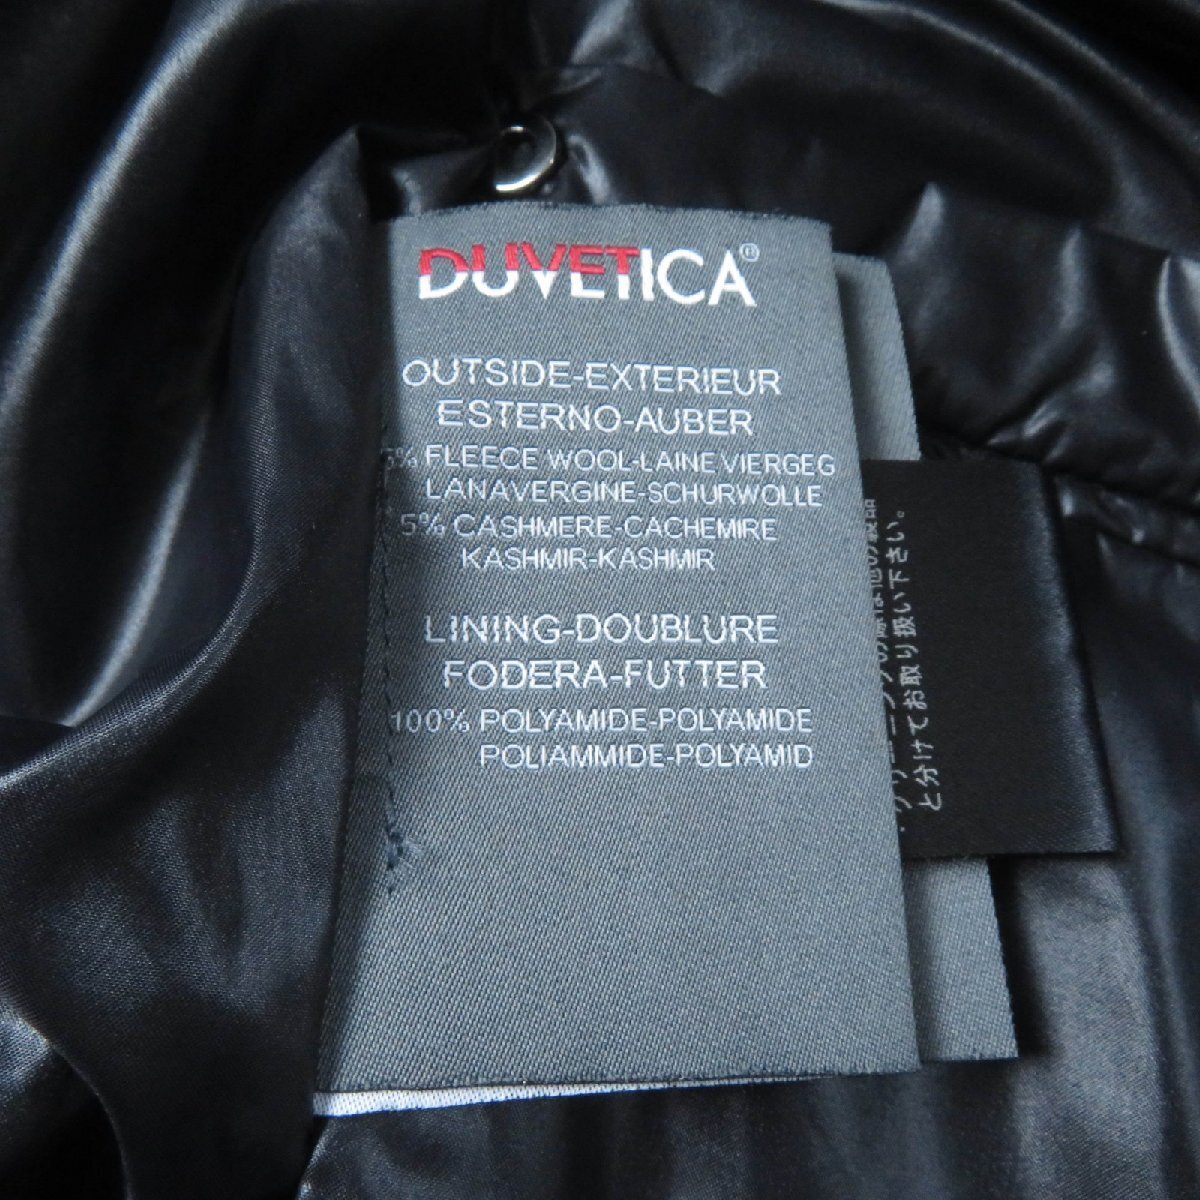 DUVETICA®
OUTSIDE-EXTERIEUR
ESTERNO-AUBER
5% FLEECE WOOL-LAINE VIERGEG
LANAVERGINE-SCHURWOLLE
5% CASHMERE-CACHEMIRE
KASHMIR-KASHMIR
LINING-DOUBLURE
FODERA-FUTTER
100% POLYAMIDE-POLYAMIDE
POLIAMMIDE-POLYAMID
と分けてお取り扱い下さい。